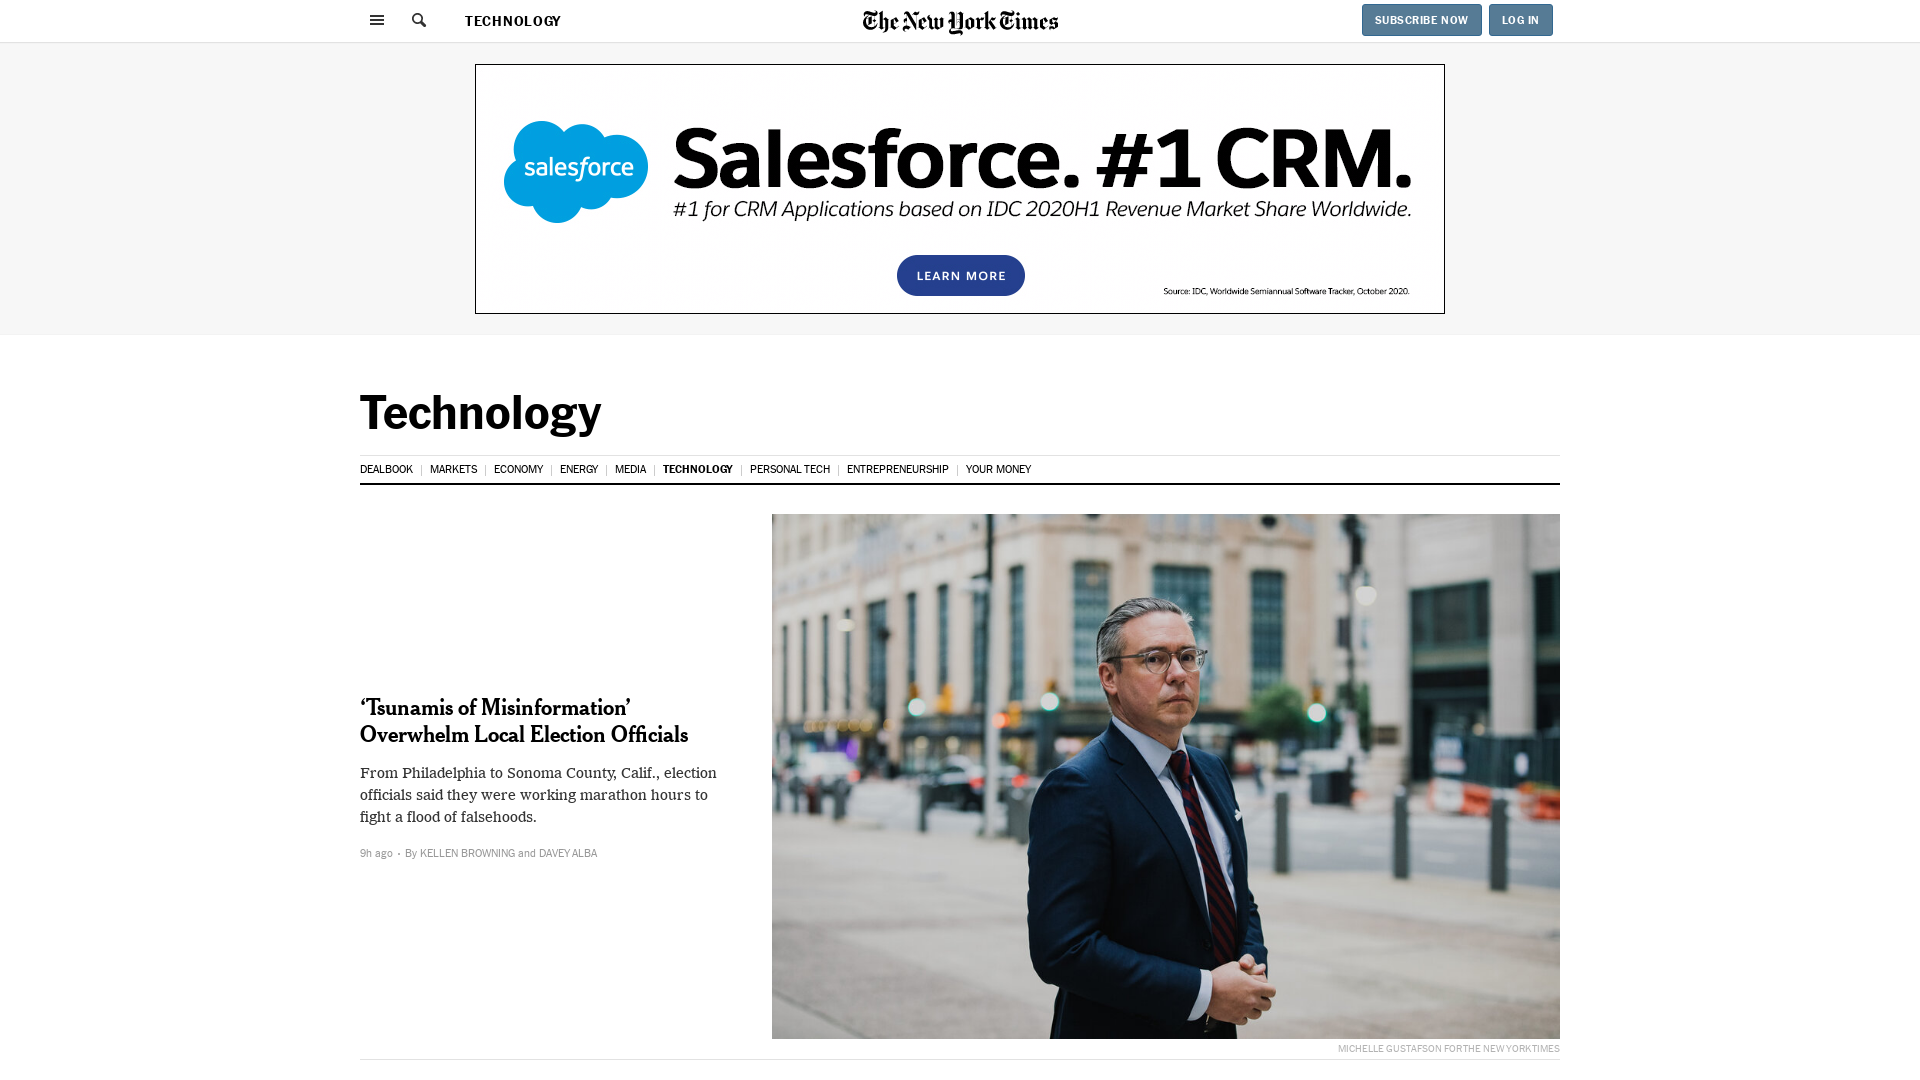 TECHNOLOGY
The New York Times
SUBSCRIBE NOW
LOG IN
salesforce
Salesforce. #1 CRM.
#1 for CRM Applications based on IDC 2020H1 Revenue Market Share Worldwide.
LEARN MORE
Source: IDC, Worldwide Semiannual Software Tracker, October 2020.
Technology
DEALBOOK | MARKETS | ECONOMY | ENERGY | MEDIA | TECHNOLOGY | PERSONAL TECH | ENTREPRENEURSHIP | YOUR MONEY
‘Tsunamis of Misinformation’
Overwhelm Local Election Officials
From Philadelphia to Sonoma County, Calif., election
officials said they were working marathon hours to
fight a flood of falsehoods.
9h ago • By KELLEN BROWNING and DAVEY ALBA
MICHELLE GUSTAFSON FOR THE NEW YORK TIMES